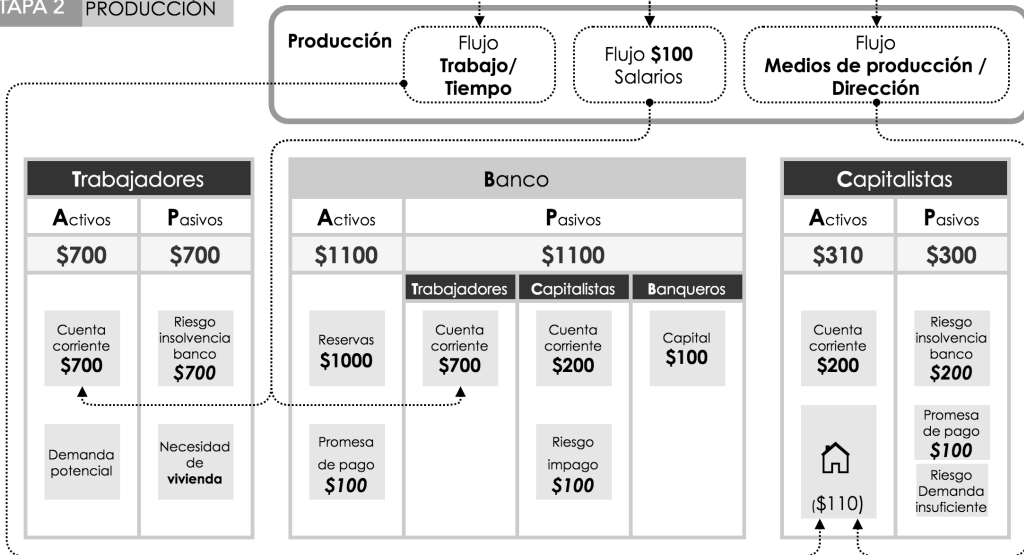 TAPA 2 PRODUCCIÓN
Producción
Flujo
Trabajo/
Tiempo
Flujo $100
Salarios
Flujo
Medios de producción /
Dirección
Trabajadores
Activos Pasivos
$700 $700
Cuenta
corriente
$700
Riesgo
insolvencia
banco
$700
Demanda
potencial
Necesidad
de
vivienda
Banco
Activos Pasivos
$1100 $1100
Trabajadores Capitalistas Banqueros
Reservas
$1000
Cuenta
corriente
$700
Cuenta
corriente
$200
Capital
$100
Promesa
de pago
$100
Riesgo
impago
$100
Capitalistas
Activos Pasivos
$310 $300
Cuenta
corriente
$200
Riesgo
insolvencia
banco
$200
($110)
Promesa
de pago
$100
Riesgo
Demanda
insuficiente